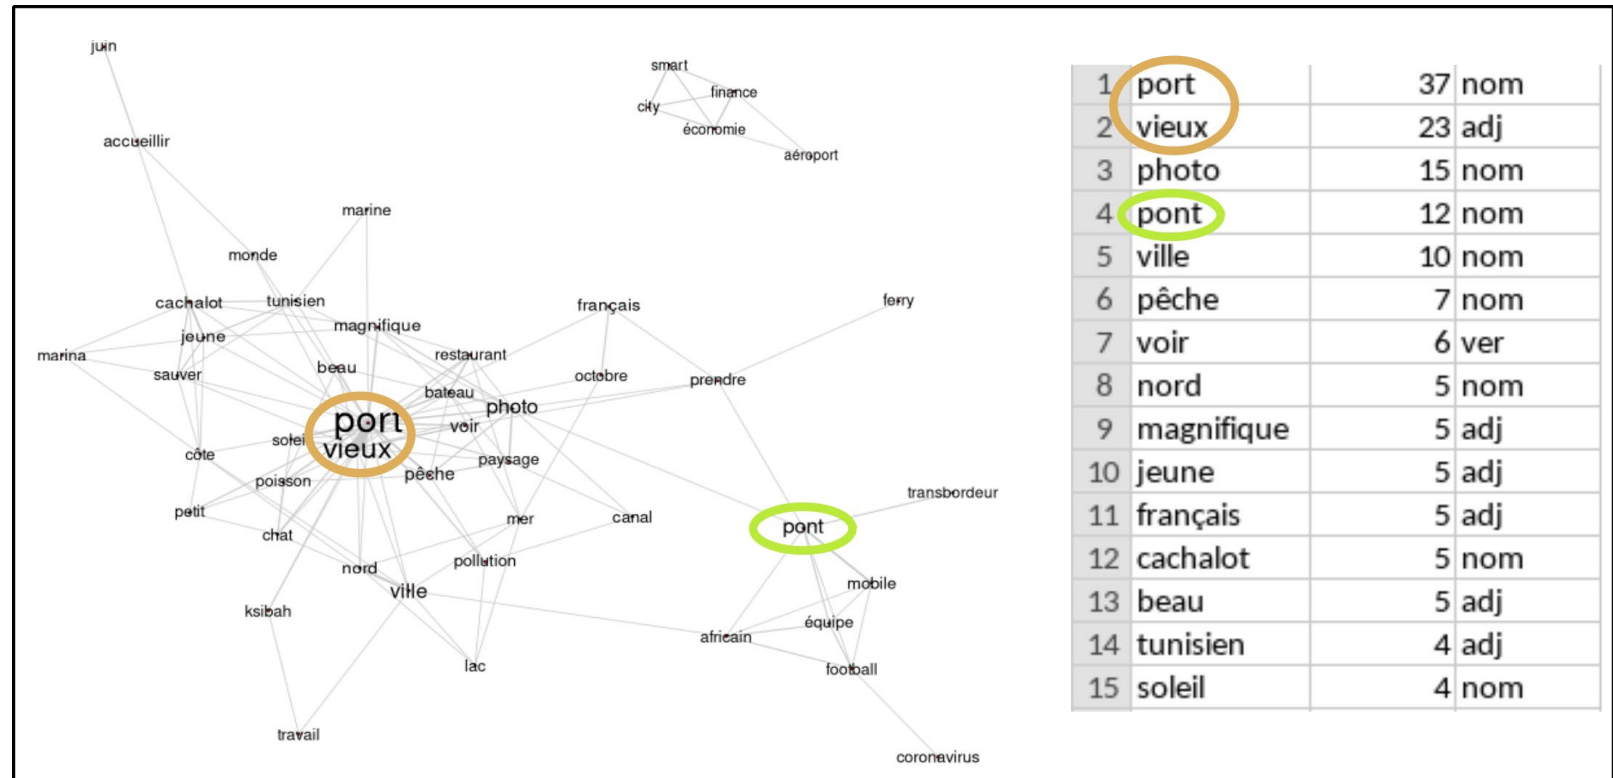 juin
smart
finance
city
économie
accueillir
aéroport
marine
monde
cachalot
tunisien
français
ferry
magnifique
jeune
marina
restaurant
sauver
beau
octobre
prendre
bateau
photo
port
voir
soleil
vieux
côte
paysage
pêche
poisson
transbordeur
petit
mer
canal
pont
chat
pollution
nord
mobile
ville
ksibah
équipe
africain
lac
football
travail
coronavirus
1 port 37 nom
2 vieux 23 adj
3 photo 15 nom
4 pont 12 nom
5 ville 10 nom
6 pêche 7 nom
7 voir 6 ver
8 nord 5 nom
9 magnifique 5 adj
10 jeune 5 adj
11 français 5 adj
12 cachalot 5 nom
13 beau 5 adj
14 tunisien 4 adj
15 soleil 4 nom